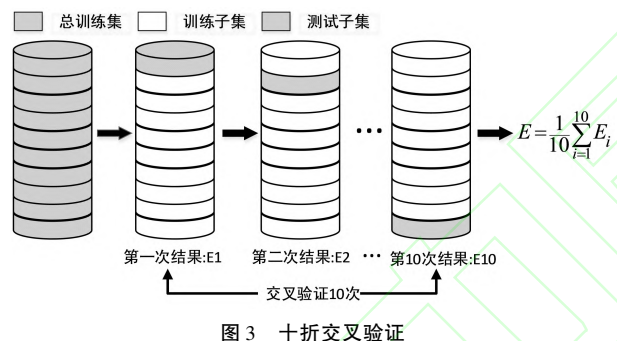 总训练集 训练子集 测试子集
E=\frac{1}{10}\sum_{i=1}^{10}E_i
第一次结果:E1 第二次结果:E2 … 第10次结果:E10
交叉验证10次
图 3 十折交叉验证